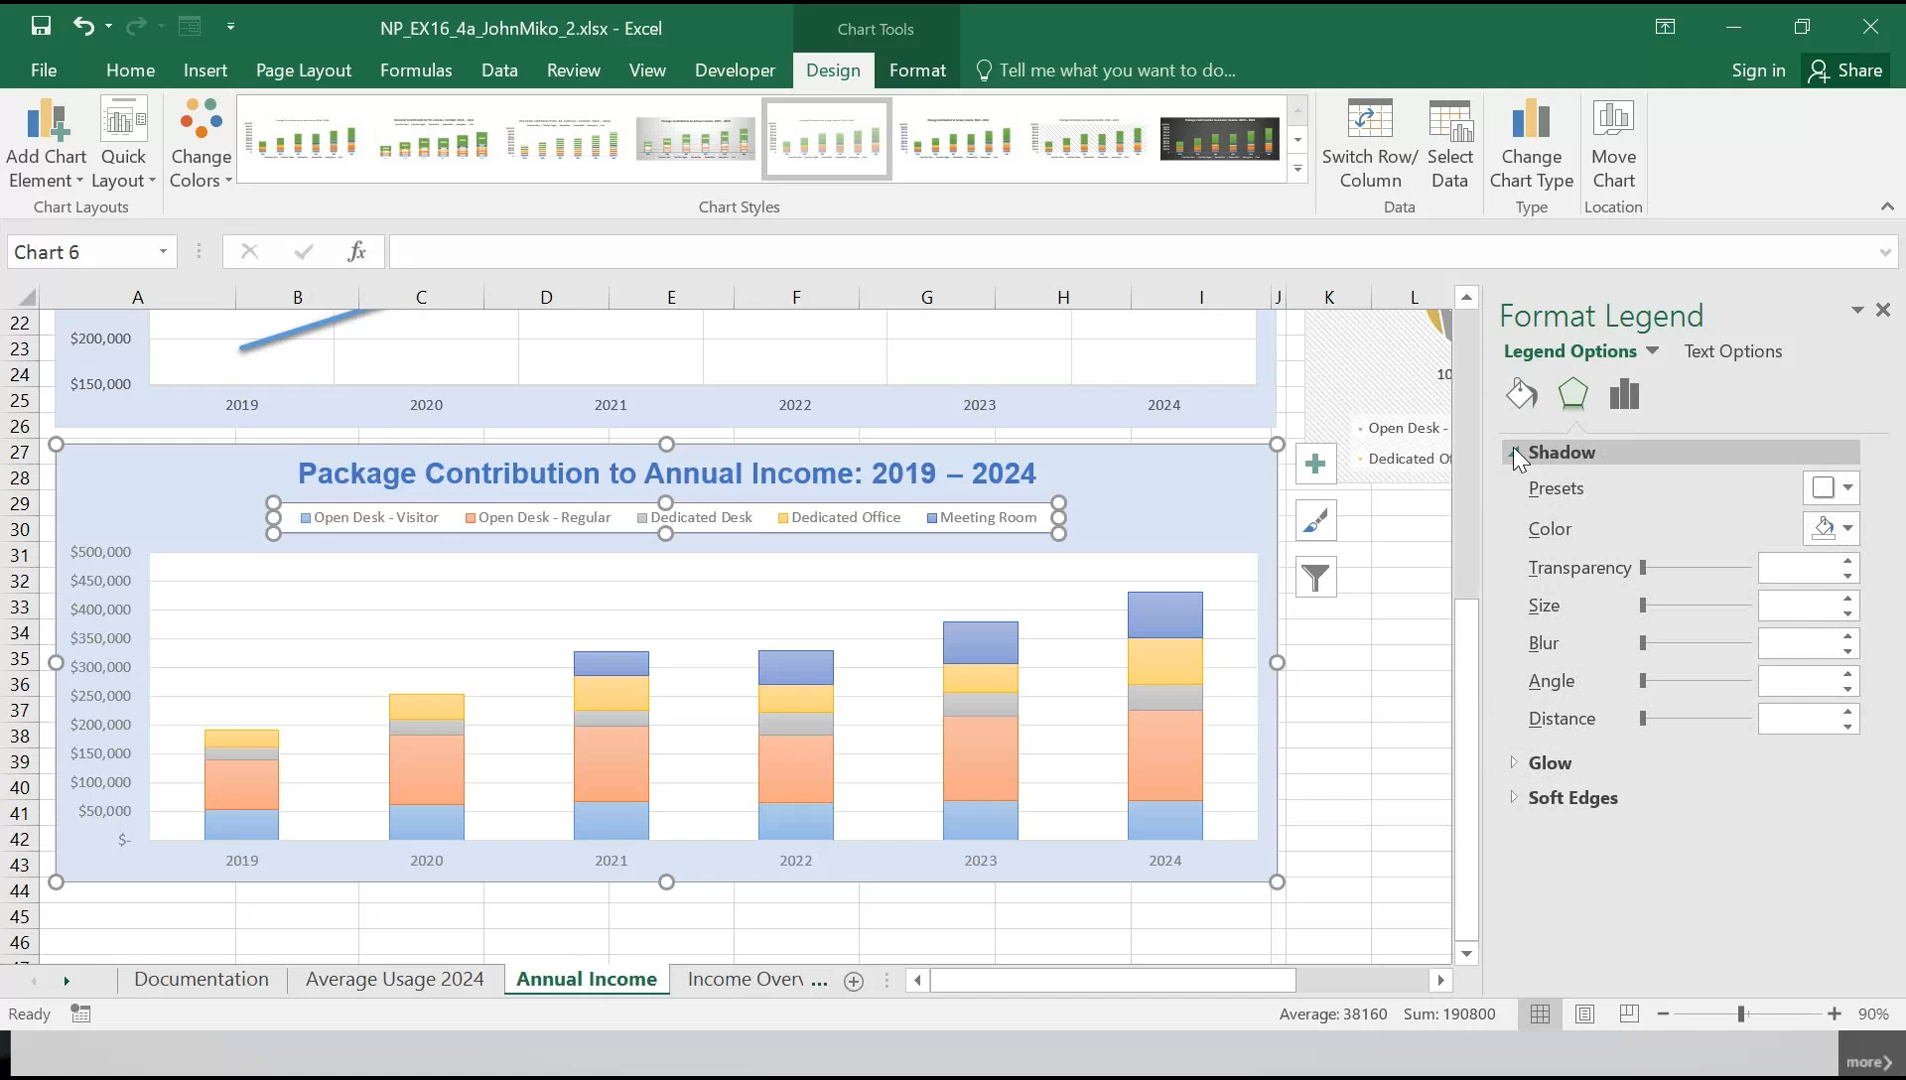 NP_EX16_4a_JohnMiko_2.xlsx - Excel
Chart Tools
File Home Insert Page Layout Formulas Data Review View Developer Design Format Tell me what you want to do... Sign in Share
Add Chart Element
Quick Layout
Change Colors
Switch Row/ Column
Select Data
Change Chart Type
Move Chart
Chart Layouts Chart Styles Data Type Location
Chart 6 fx
A B C D E F G H I J K L
22
23
24
25
26
27
28
29
30
31
32
33
34
35
36
37
38
39
40
41
42
43
44
45
46
$200,000
$150,000
2019 2020 2021 2022 2023 2024
10
Open Desk -
Dedicated Of
Package Contribution to Annual Income: 2019 – 2024
Open Desk - Visitor Open Desk - Regular Dedicated Desk Dedicated Office Meeting Room
$500,000
$450,000
$400,000
$350,000
$300,000
$250,000
$200,000
$150,000
$100,000
$50,000
$-
2019 2020 2021 2022 2023 2024
Format Legend
Legend Options Text Options
Shadow
Presets
Color
Transparency
Size
Blur
Angle
Distance
Glow
Soft Edges
Documentation Average Usage 2024 Annual Income Income Overv ...
Ready Average: 38160 Sum: 190800 90%
more